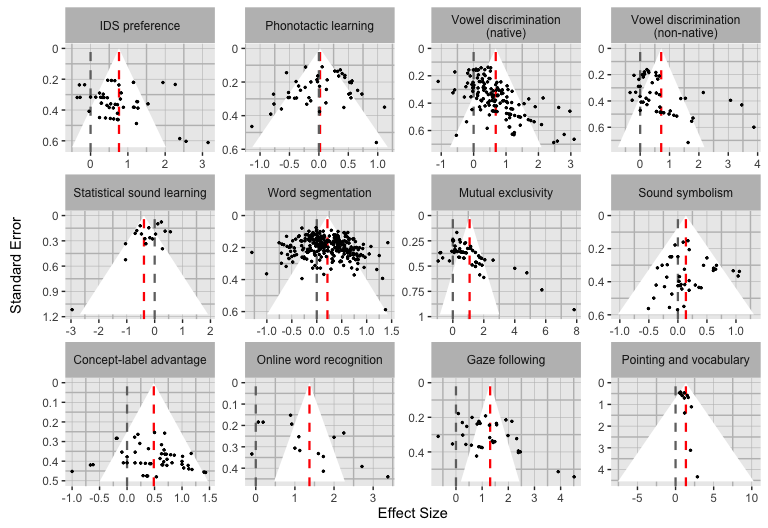 IDS preference
Phonotactic learning
Vowel discrimination
(native)
Vowel discrimination
(non-native)
0
0.2
0.4
0.6
0 1 2 3
0
0.2
0.4
0.6
-1.0 -0.5 0.0 0.5 1.0
0
0.2
0.4
0.6
-1 0 1 2 3
0
0.2
0.4
0.6
0 1 2 3 4
Statistical sound learning
Word segmentation
Mutual exclusivity
Sound symbolism
0
0.3
0.6
0.9
1.2
-3 -2 -1 0 1 2
0
0.2
0.4
0.6
-1.0 -0.5 0.0 0.5 1.0 1.5
0
0.25
0.5
0.75
1
0 2 4 6 8
0
0.2
0.4
0.6
-1.0 -0.5 0.0 0.5 1.0
Concept-label advantage
Online word recognition
Gaze following
Pointing and vocabulary
0
0.1
0.2
0.3
0.4
0.5
-1.0 -0.5 0.0 0.5 1.0 1.5
0
0.1
0.2
0.3
0.4
0 1 2 3
0
0.2
0.4
0 2 4
0
1
2
3
4
-5 0 5 10
Standard Error
Effect Size